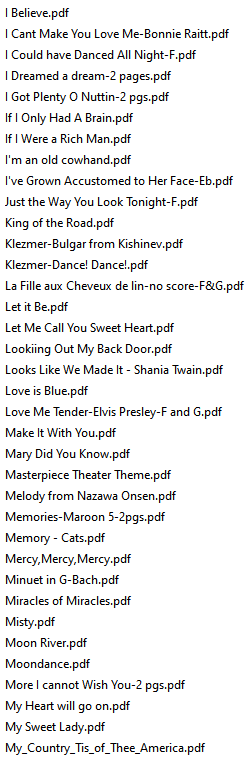 I Believe.pdf
I Cant Make You Love Me-Bonnie Raitt.pdf
I Could have Danced All Night-F.pdf
I Dreamed a dream-2 pages.pdf
I Got Plenty O Nuttin-2 pgs.pdf
If I Only Had A Brain.pdf
If I Were a Rich Man.pdf
I'm an old cowhand.pdf
I've Grown Accustomed to Her Face-Eb.pdf
Just the Way You Look Tonight-F.pdf
King of the Road.pdf
Klezmer-Bulgar from Kishinev.pdf
Klezmer-Dance! Dance!.pdf
La Fille aux Cheveux de lin-no score-F&G.pdf
Let it Be.pdf
Let Me Call You Sweet Heart.pdf
Lookiing Out My Back Door.pdf
Looks Like We Made It - Shania Twain.pdf
Love is Blue.pdf
Love Me Tender-Elvis Presley-F and G.pdf
Make It With You.pdf
Mary Did You Know.pdf
Masterpiece Theater Theme.pdf
Melody from Nazawa Onsen.pdf
Memories-Maroon 5-2pgs.pdf
Memory - Cats.pdf
Mercy,Mercy,Mercy.pdf
Minuet in G-Bach.pdf
Miracles of Miracles.pdf
Misty.pdf
Moon River.pdf
Moondance.pdf
More I cannot Wish You-2 pgs.pdf
My Heart will go on.pdf
My Sweet Lady.pdf
My_Country_Tis_of_Thee_America.pdf